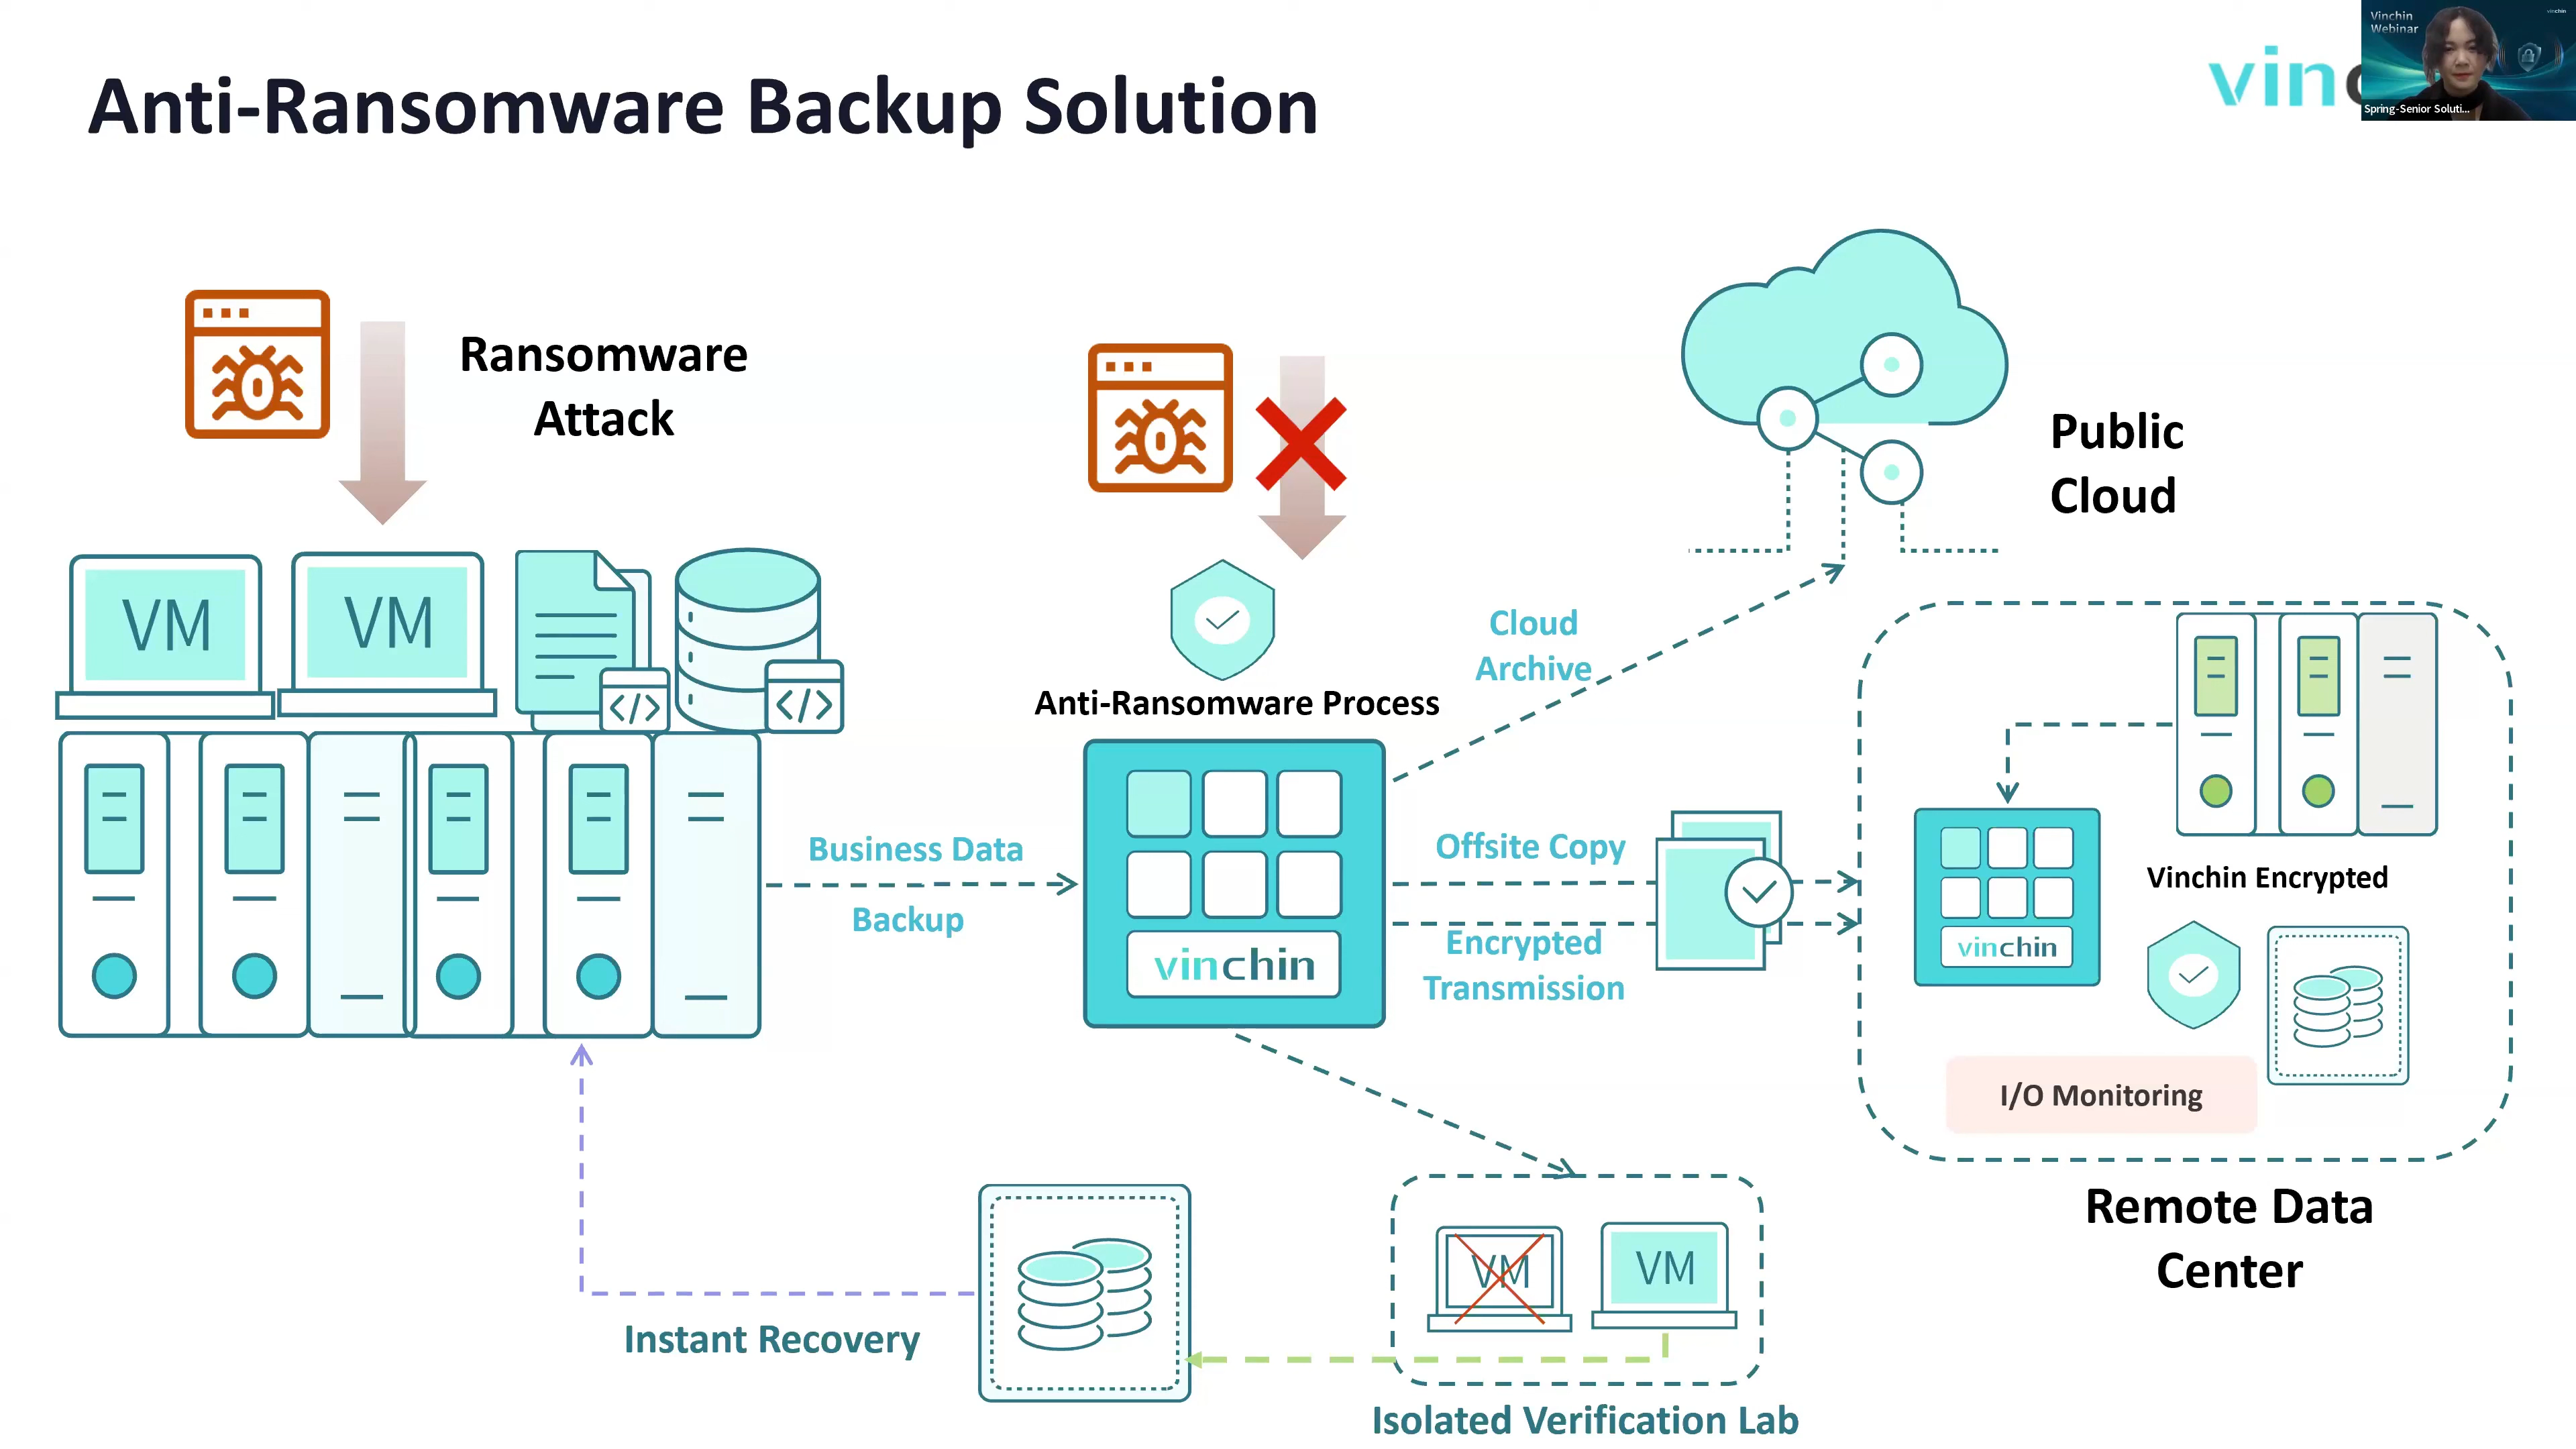 Anti-Ransomware Backup Solution
vinc
Vinchin
Webinar
vinchin
Spring-Senior Soluti...
Ransomware
Attack
Public
Cloud
VM
VM
</>
</>
Cloud
Archive
Anti-Ransomware Process
Business Data
Backup
vinchin
Offsite Copy
Encrypted
Transmission
Vinchin Encrypted
vinchin
I/O Monitoring
Remote Data
Center
VM
VM
Instant Recovery
Isolated Verification Lab